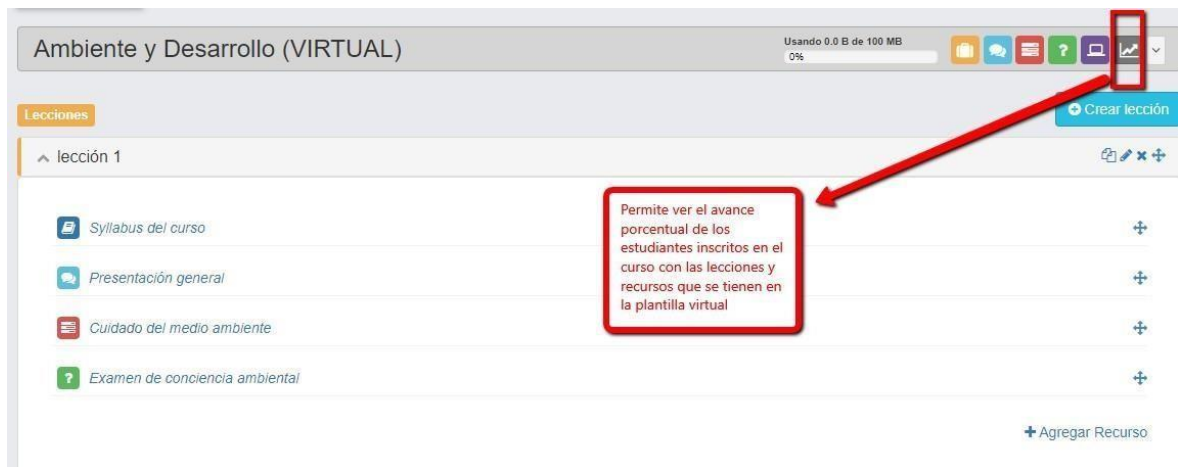 Ambiente y Desarrollo (VIRTUAL)
Usando 0.0 B de 100 MB
0%
Lecciones
Crear lección
lección 1
Syllabus del curso
Presentación general
Cuidado del medio ambiente
Examen de conciencia ambiental
Permite ver el avance
porcentual de los
estudiantes inscritos en el
curso con las lecciones y
recursos que se tienen en
la plantilla virtual
Agregar Recurso